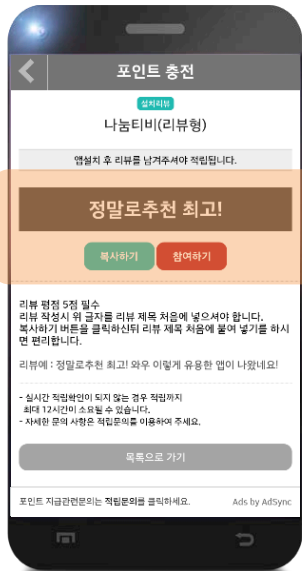 포인트 충전
설치리뷰
나눔티비(리뷰형)
앱설치 후 리뷰를 남겨주셔야 적립됩니다.
정말로추천 최고!
복사하기
참여하기
리뷰 평점 5점 필수
리뷰 작성시 위 글자를 리뷰 제목 처음에 넣으셔야 합니다.
복사하기 버튼을 클릭하신뒤 리뷰 제목 처음에 붙여 넣기를 하시
면 편리합니다.
리뷰예 : 정말로추천 최고! 와우 이렇게 유용한 앱이 나왔네요!
- 실시간 적립확인이 되지 않는 경우 적립까지
최대 12시간이 소요될 수 있습니다.
- 자세한 문의 사항은 적립문의를 이용하여 주세요.
목록으로 가기
포인트 지급관련문의는 적립문의를 클릭하세요.
Ads by AdSync